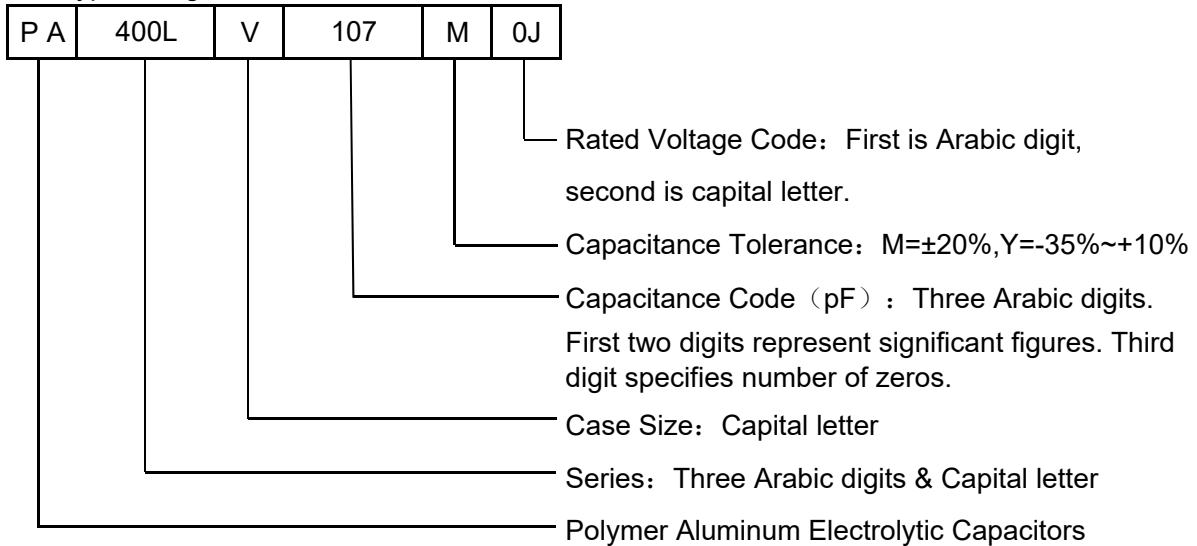 P A 400L V 107 M 0J
Rated Voltage Code：First is Arabic digit,
second is capital letter.
Capacitance Tolerance：M=±20%,Y=-35%~+10%
Capacitance Code（pF）：Three Arabic digits.
First two digits represent significant figures. Third
digit specifies number of zeros.
Case Size：Capital letter
Series：Three Arabic digits & Capital letter
Polymer Aluminum Electrolytic Capacitors